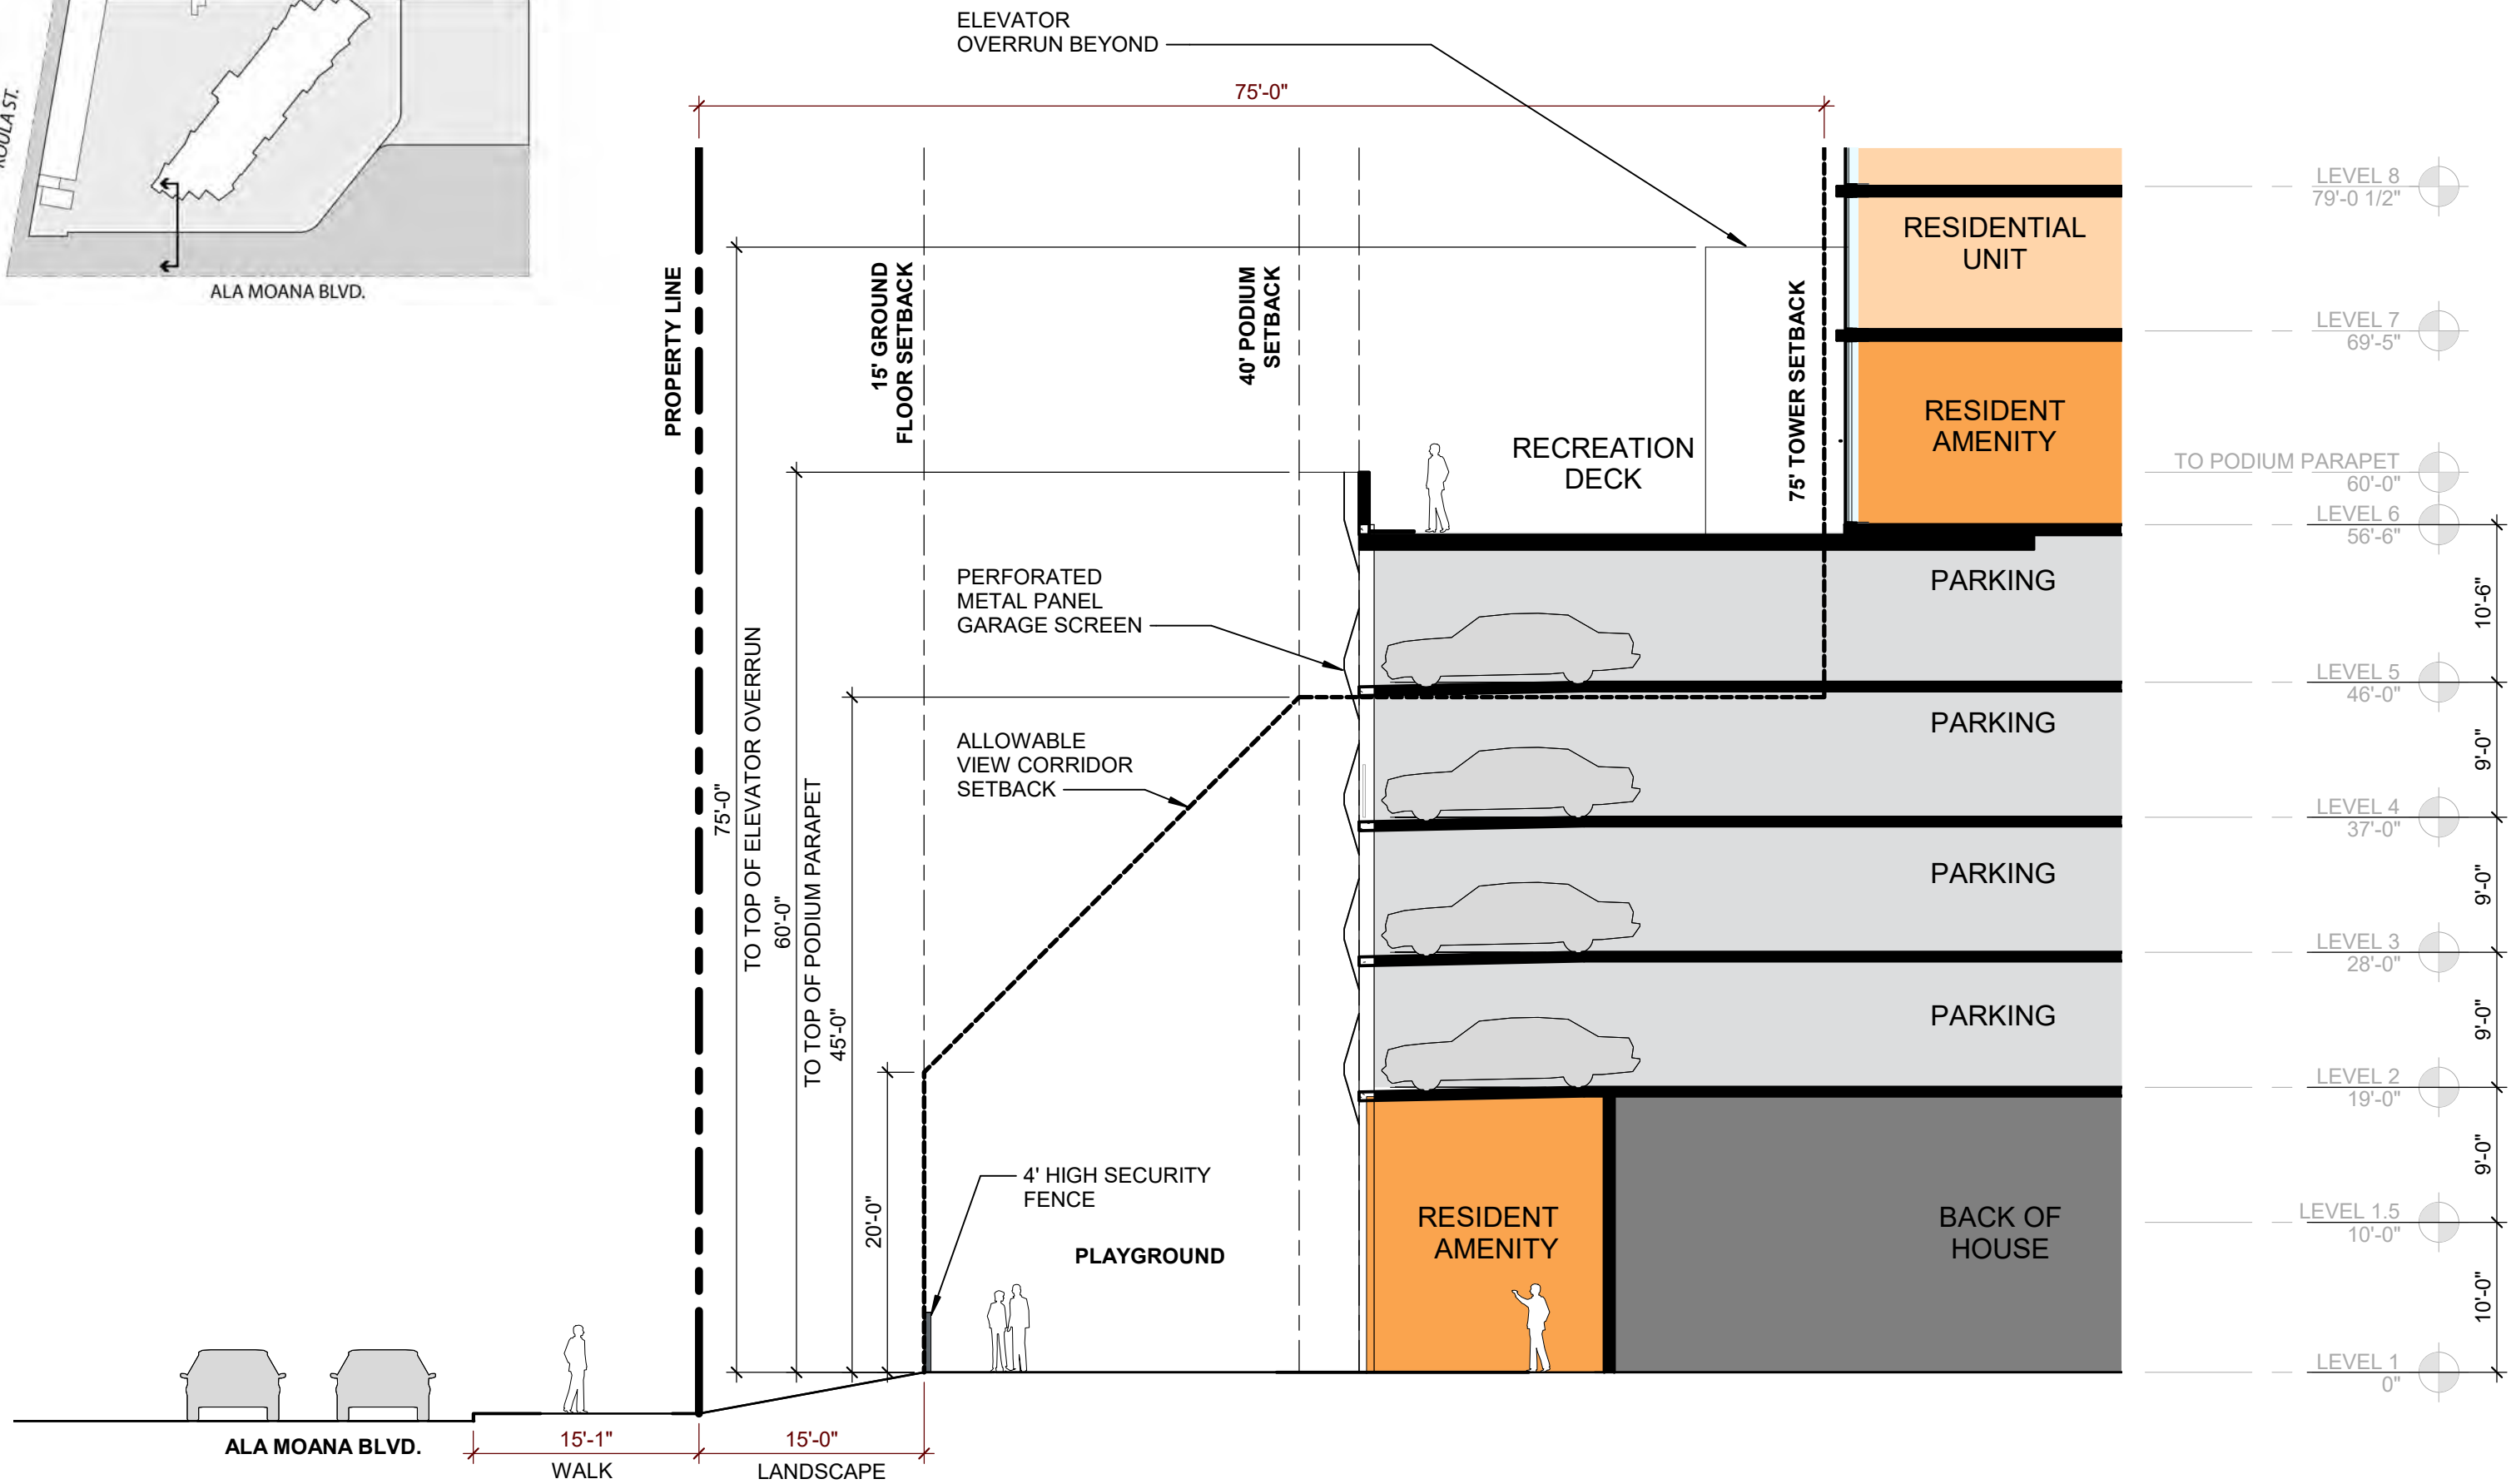 ALA MOANA BLVD.
ELEVATOR
OVERRUN BEYOND
75'-0"
PROPERTY LINE
15' GROUND
FLOOR SETBACK
40' PODIUM
SETBACK
75' TOWER SETBACK
RESIDENTIAL
UNIT
RESIDENT
AMENITY
RECREATION
DECK
PERFORATED
METAL PANEL
GARAGE SCREEN
ALLOWABLE
VIEW CORRIDOR
SETBACK
75'-0"
TO TOP OF ELEVATOR OVERRUN
60'-0"
TO TOP OF PODIUM PARAPET
45'-0"
20'-0"
4' HIGH SECURITY
FENCE
PLAYGROUND
PARKING
PARKING
PARKING
PARKING
RESIDENT
AMENITY
BACK OF
HOUSE
LEVEL 8
79'-0 1/2"
LEVEL 7
69'-5"
TO PODIUM PARAPET
60'-0"
LEVEL 6
56'-6"
10'-6"
LEVEL 5
46'-0"
9'-0"
LEVEL 4
37'-0"
9'-0"
LEVEL 3
28'-0"
9'-0"
LEVEL 2
19'-0"
9'-0"
LEVEL 1.5
10'-0"
10'-0"
LEVEL 1
0"
ALA MOANA BLVD.
15'-1"
WALK
15'-0"
LANDSCAPE